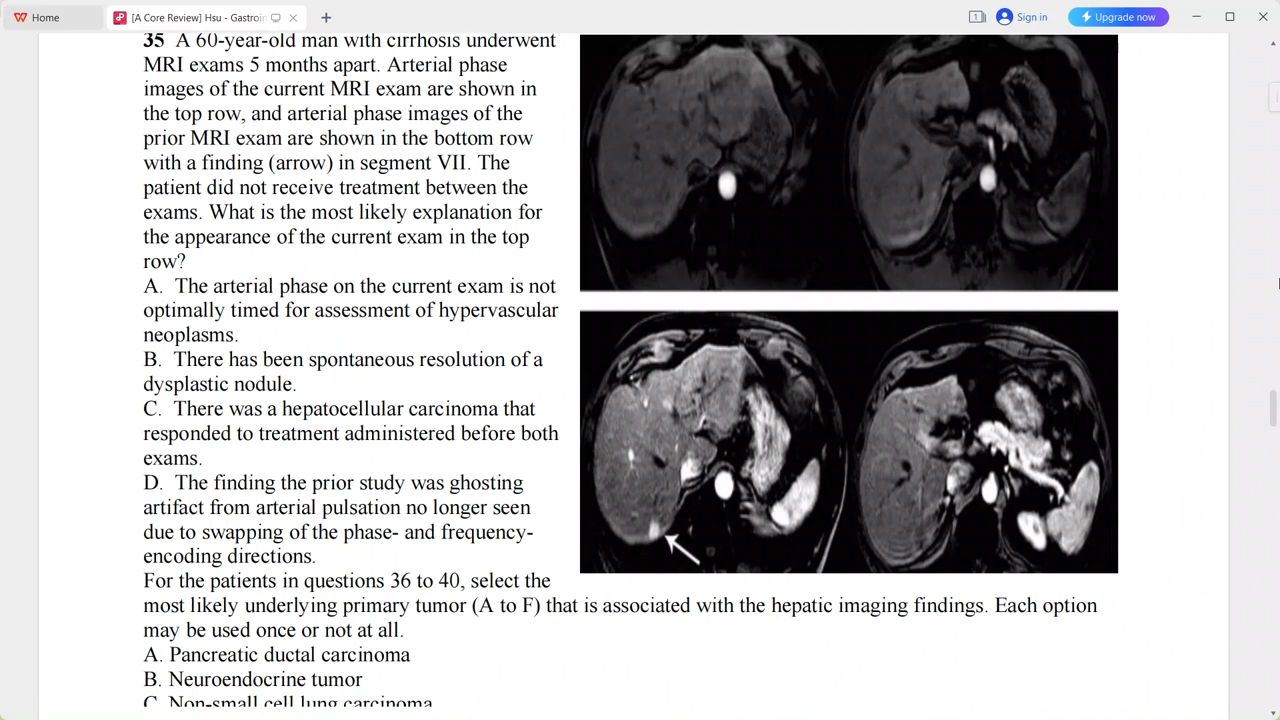 Home
[A Core Review] Hsu - Gastroin
1
Sign in
Upgrade now
35 A 60-year-old man with cirrhosis underwent
MRI exams 5 months apart. Arterial phase
images of the current MRI exam are shown in
the top row, and arterial phase images of the
prior MRI exam are shown in the bottom row
with a finding (arrow) in segment VII. The
patient did not receive treatment between the
exams. What is the most likely explanation for
the appearance of the current exam in the top
row?
A. The arterial phase on the current exam is not
optimally timed for assessment of hypervascular
neoplasms.
B. There has been spontaneous resolution of a
dysplastic nodule.
C. There was a hepatocellular carcinoma that
responded to treatment administered before both
exams.
D. The finding the prior study was ghosting
artifact from arterial pulsation no longer seen
due to swapping of the phase- and frequency-
encoding directions.
For the patients in questions 36 to 40, select the
most likely underlying primary tumor (A to F) that is associated with the hepatic imaging findings. Each option
may be used once or not at all.
A. Pancreatic ductal carcinoma
B. Neuroendocrine tumor
C. Non-small cell lung carcinoma